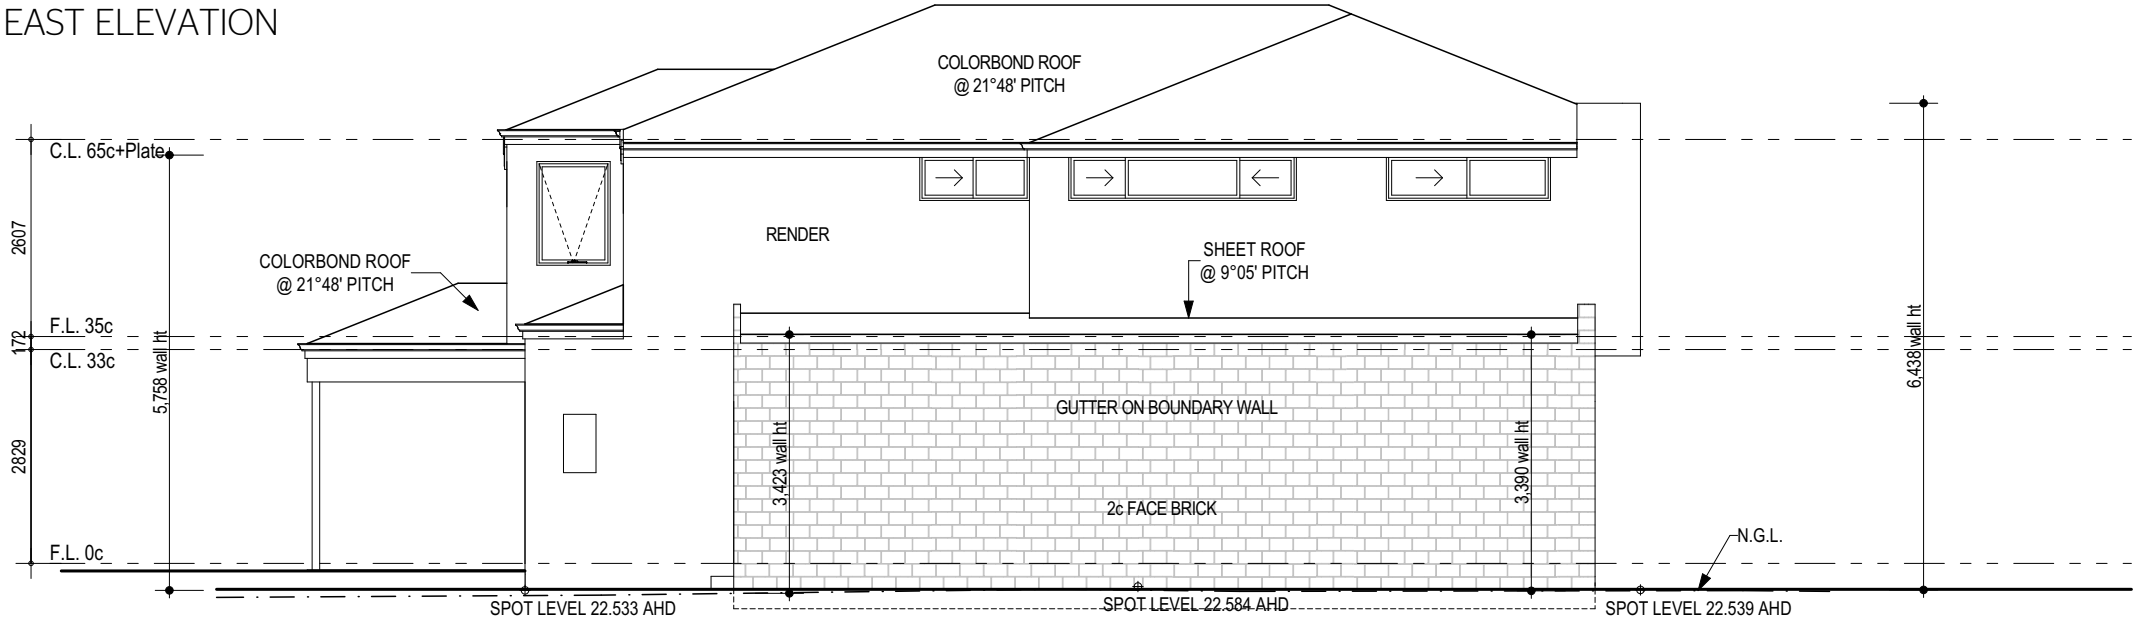 EAST ELEVATION
COLORBOND ROOF
@ 21°48' PITCH
C.L. 65c+Plate
2607
RENDER
COLORBOND ROOF
@ 21°48' PITCH
SHEET ROOF
@ 9°05' PITCH
F.L. 35c
172
C.L. 33c
5,758 wall ht
6,438 wall ht
GUTTER ON BOUNDARY WALL
2829
3,423 wall ht
3,390 wall ht
2c FACE BRICK
N.G.L.
F.L. 0c
SPOT LEVEL 22.533 AHD
SPOT LEVEL 22.584 AHD
SPOT LEVEL 22.539 AHD